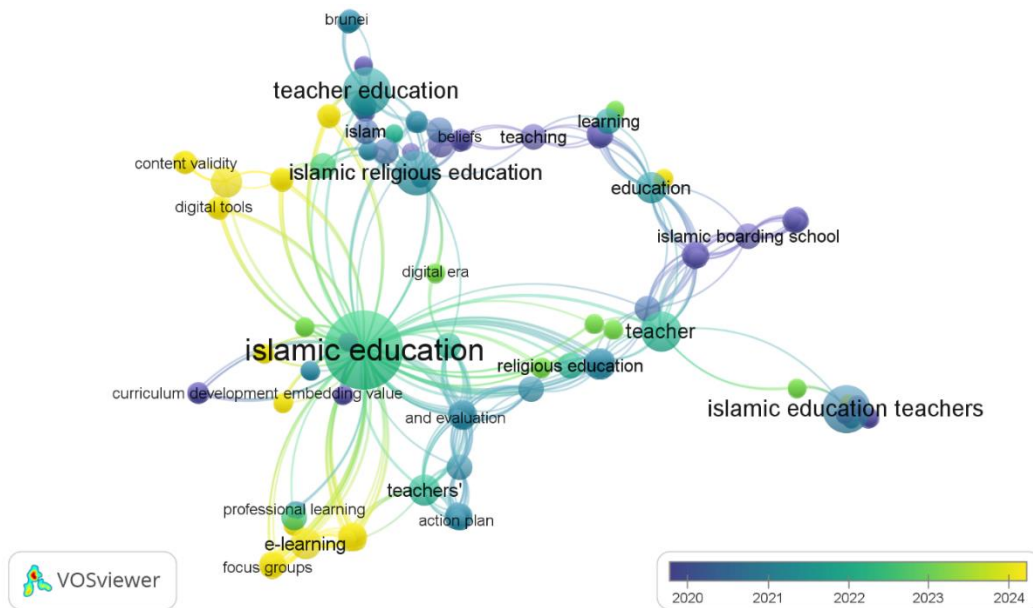 brunei
teacher education
islam
beliefs
teaching
learning
content validity
islamic religious education
education
digital tools
islamic boarding school
digital era
teacher
islamic education
religious education
curriculum development
embedding value
islamic education teachers
and evaluation
teachers'
professional learning
action plan
e-learning
focus groups
VOSviewer
2020 2021 2022 2023 2024